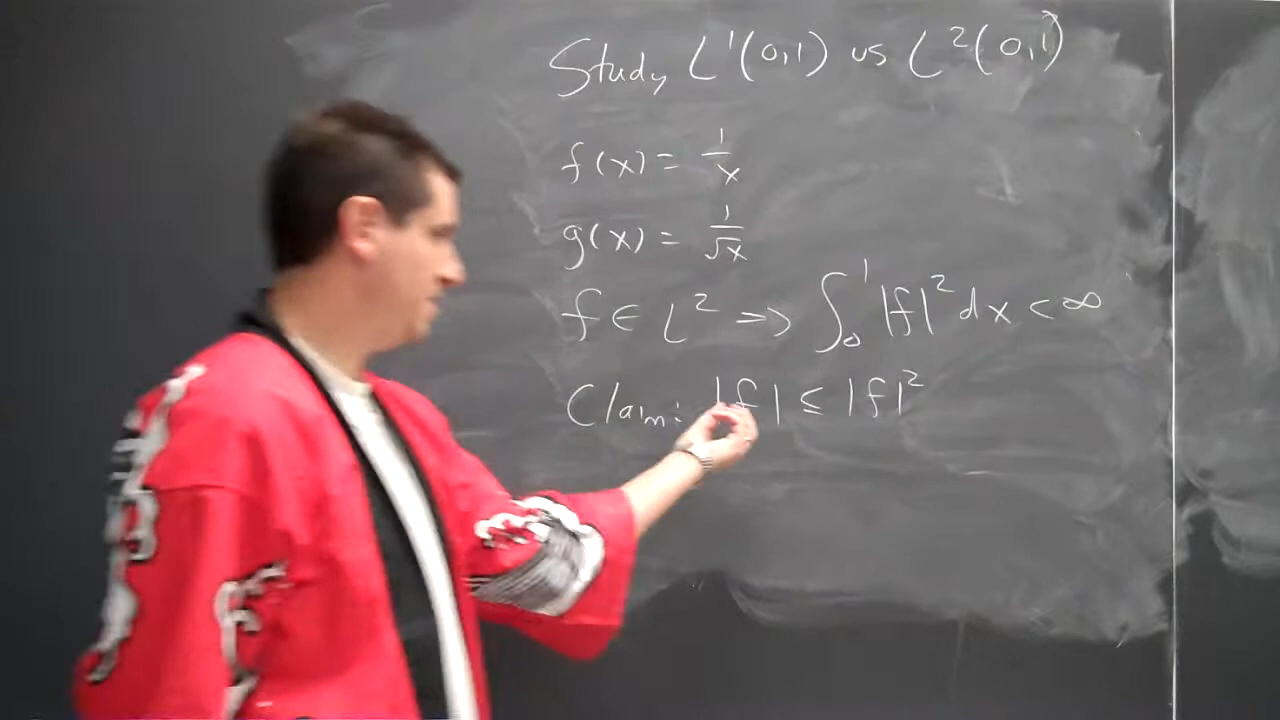 Study L¹(0,1) vs L²(0,1)
f(x) = 1/x
g(x) = 1/√x
f ∈ L² => ∫₀¹ |f|² dx < ∞
Claim: |f| ≤ |f|²